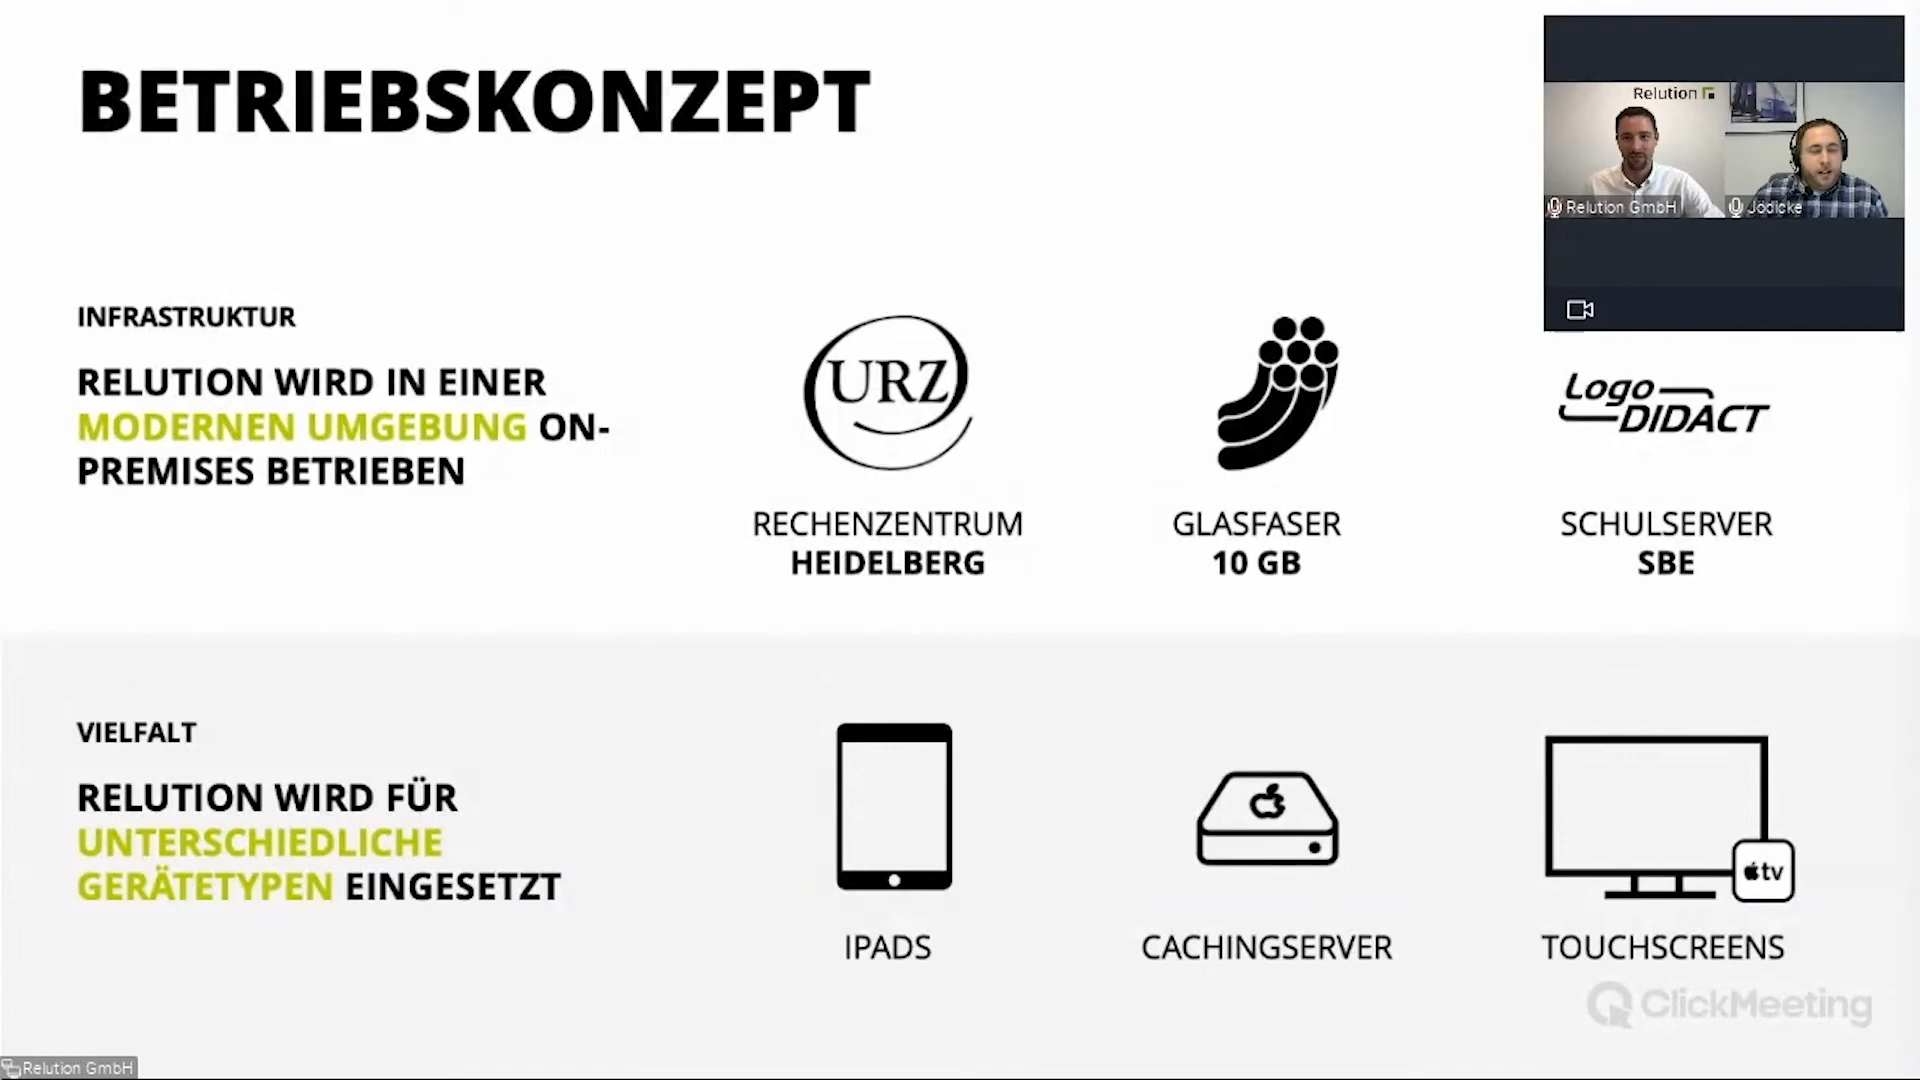 BETRIEBSKONZEPT
Relution
Relution GmbH
Jödicke
INFRASTRUKTUR
RELUTION WIRD IN EINER
MODERNEN UMGEBUNG ON-
PREMISES BETRIEBEN
URZ
RECHENZENTRUM
HEIDELBERG
GLASFASER
10 GB
Logo
DIDACT
SCHULSERVER
SBE
VIELFALT
RELUTION WIRD FÜR
UNTERSCHIEDLICHE
GERÄTETYPEN EINGESETZT
IPADS
CACHINGSERVER
tv
TOUCHSCREENS
ClickMeeting
Relution GmbH